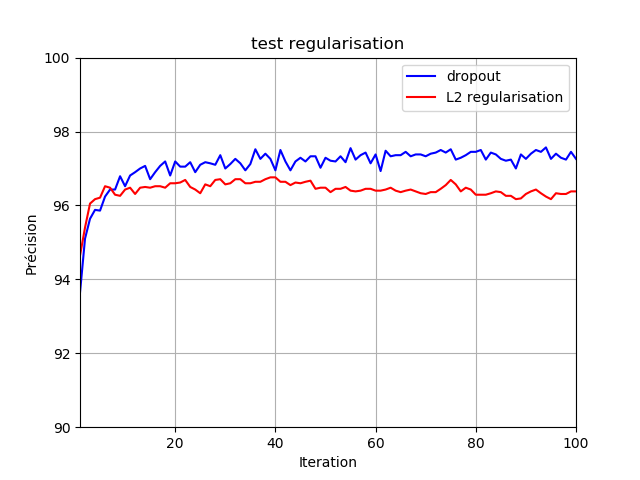 test regularisation
dropout
L2 regularisation
Précision
100
98
96
94
92
90
20
40
60
80
100
Iteration